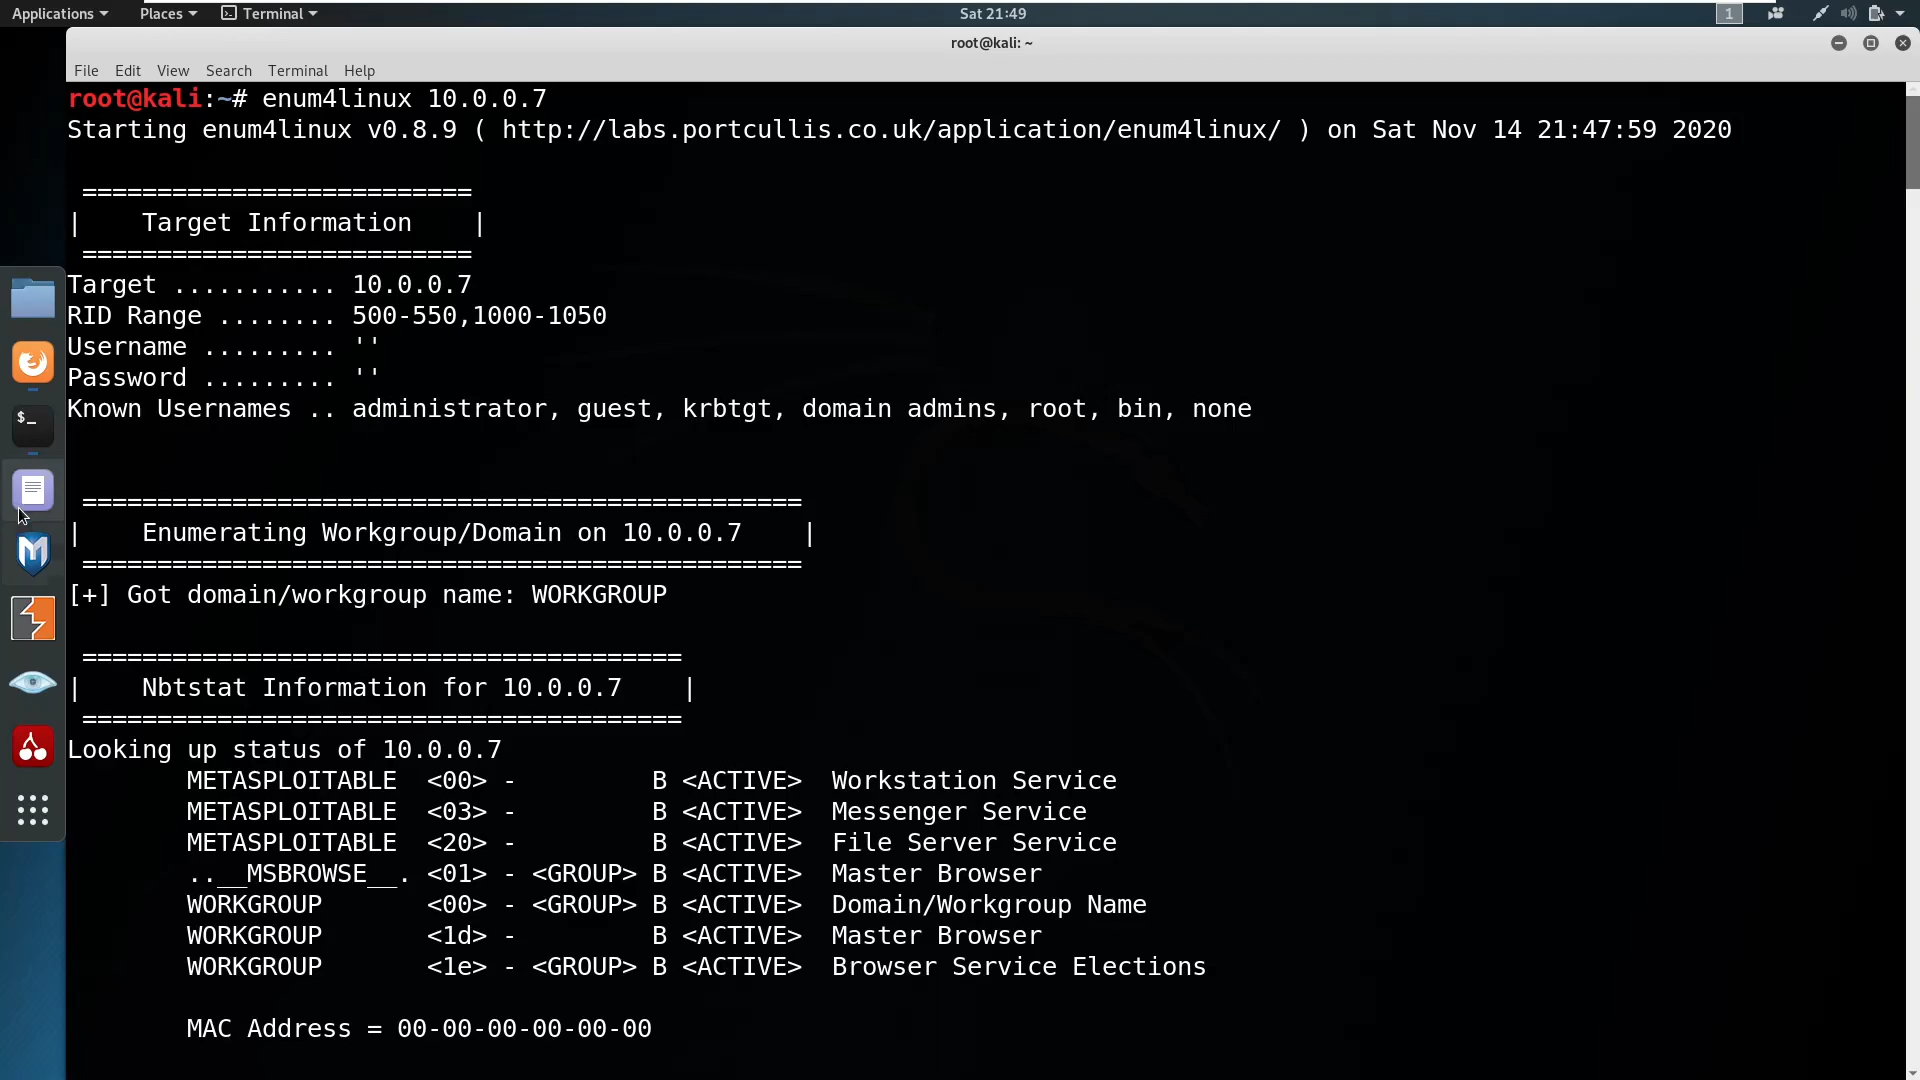 Applications Places Terminal Sat 21:49 1
root@kali: ~
File Edit View Search Terminal Help
root@kali:~# enum4linux 10.0.0.7
Starting enum4linux v0.8.9 ( http://labs.portcullis.co.uk/application/enum4linux/ ) on Sat Nov 14 21:47:59 2020
==========================
| Target Information |
==========================
Target ........... 10.0.0.7
RID Range ........ 500-550,1000-1050
Username ......... ''
Password ......... ''
Known Usernames .. administrator, guest, krbtgt, domain admins, root, bin, none
================================================
| Enumerating Workgroup/Domain on 10.0.0.7 |
================================================
[+] Got domain/workgroup name: WORKGROUP
========================================
| Nbtstat Information for 10.0.0.7 |
========================================
Looking up status of 10.0.0.7
METASPLOITABLE <00> - B <ACTIVE> Workstation Service
METASPLOITABLE <03> - B <ACTIVE> Messenger Service
METASPLOITABLE <20> - B <ACTIVE> File Server Service
..__MSBROWSE__. <01> - <GROUP> B <ACTIVE> Master Browser
WORKGROUP <00> - <GROUP> B <ACTIVE> Domain/Workgroup Name
WORKGROUP <1d> - B <ACTIVE> Master Browser
WORKGROUP <1e> - <GROUP> B <ACTIVE> Browser Service Elections
MAC Address = 00-00-00-00-00-00